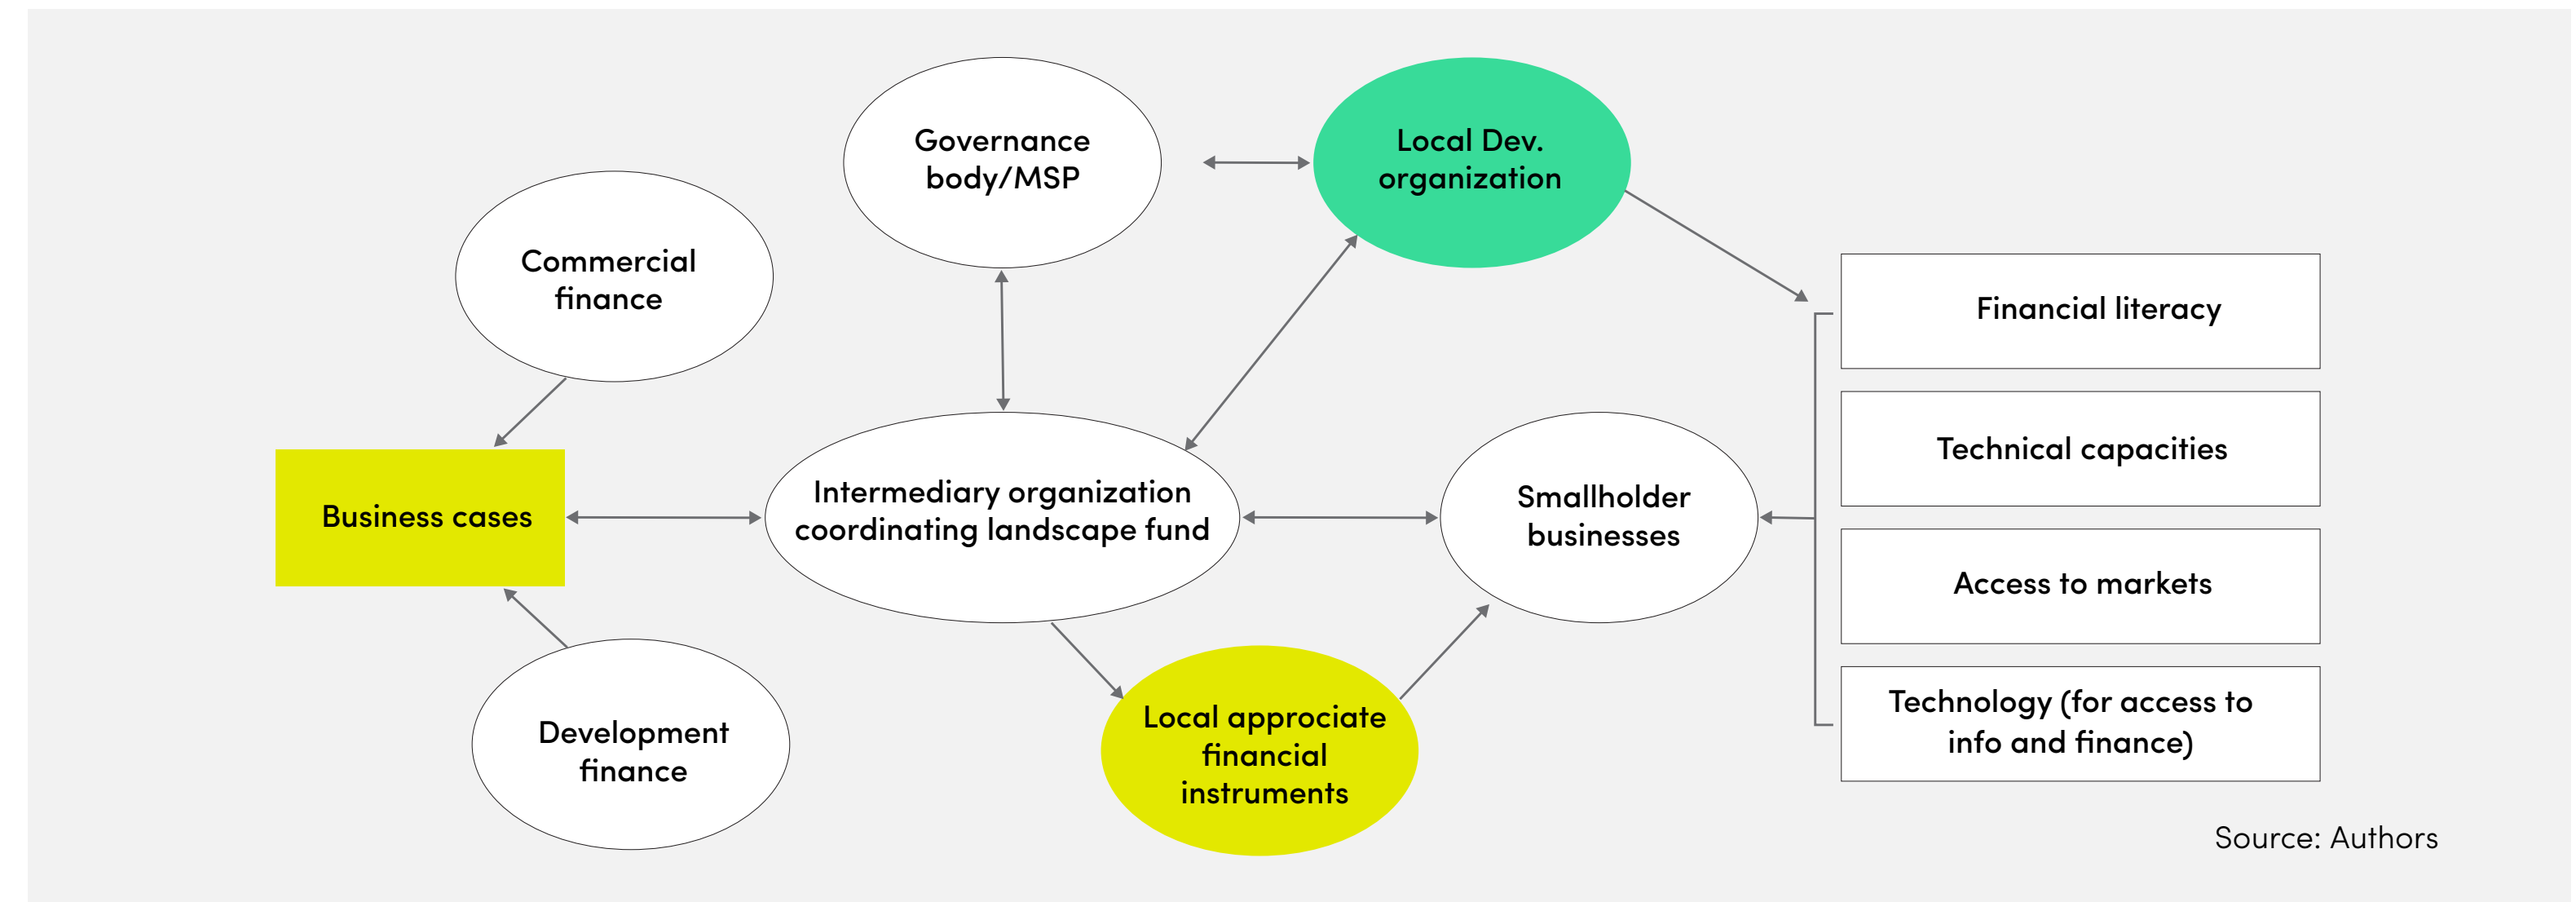 Governance
body/MSP
Local Dev.
organization
Commercial
finance
Financial literacy
Technical capacities
Business cases
Intermediary organization
coordinating landscape fund
Smallholder
businesses
Access to markets
Technology (for access to
info and finance)
Development
finance
Local approciate
financial
instruments
Source: Authors